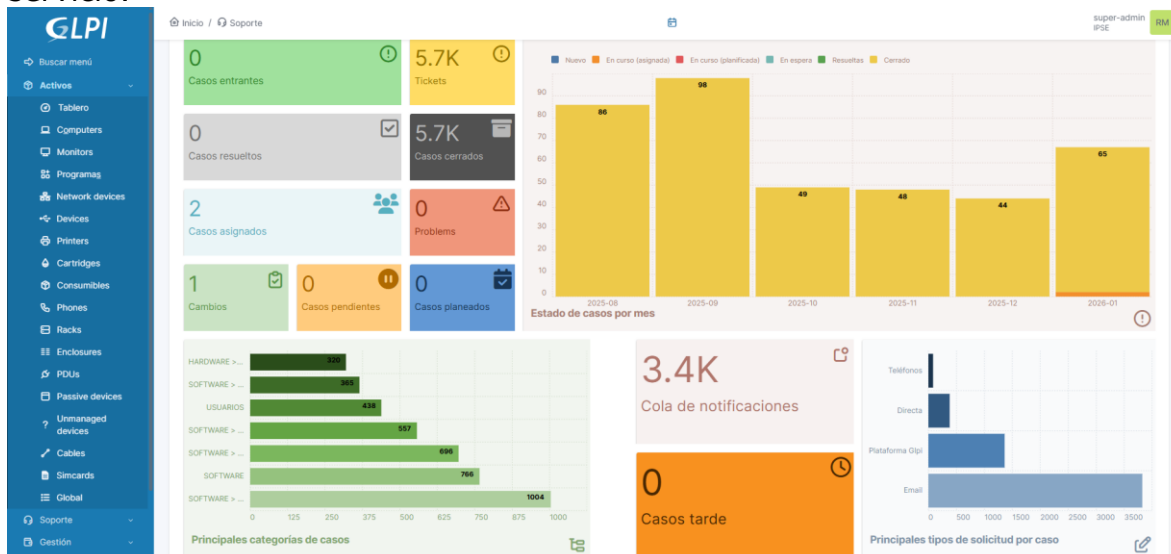 servicio.
GLPI
Inicio / Soporte
super-admin
IPSE
RM
Buscar menú
Activos
Tablero
Computers
Monitors
Programas
Network devices
Devices
Printers
Cartridges
Consumibles
Phones
Racks
Enclosures
PDUs
Passive devices
Unmanaged
devices
Cables
Simcards
Global
Soporte
Gestión
0
Casos entrantes
5.7K
Tickets
0
Casos resueltos
5.7K
Casos cerrados
2
Casos asignados
0
Problems
1
Cambios
0
Casos pendientes
0
Casos planeados
Nuevo En curso (asignada) En curso (planificada) En espera Resueltas Cerrado
90
80
70
60
50
40
30
20
10
0
86
98
49
48
44
65
2025-08 2025-09 2025-10 2025-11 2025-12 2026-01
Estado de casos por mes
HARDWARE >... 320
SOFTWARE > ... 365
USUARIOS 438
SOFTWARE > ... 557
SOFTWARE > ... 696
SOFTWARE 766
SOFTWARE > ... 1004
0 125 250 375 500 625 750 875 1000
Principales categorías de casos
3.4K
Cola de notificaciones
0
Casos tarde
Teléfonos
Directa
Plataforma Glpi
Email
0 500 1000 1500 2000 2500 3000 3500
Principales tipos de solicitud por caso